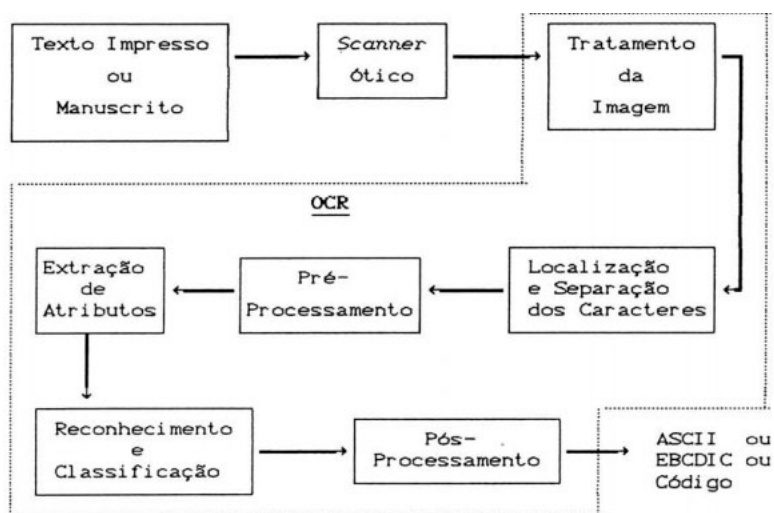 Texto Impresso
ou
Manuscrito
Scanner
ótico
Tratamento
da
Imagem
OCR
Extração
de
Atributos
Pré-
Processamento
Localização
e Separação
dos Caracteres
Reconhecimento
e
Classificação
Pós-
Processamento
ASCII ou
EBCDIC ou
Código